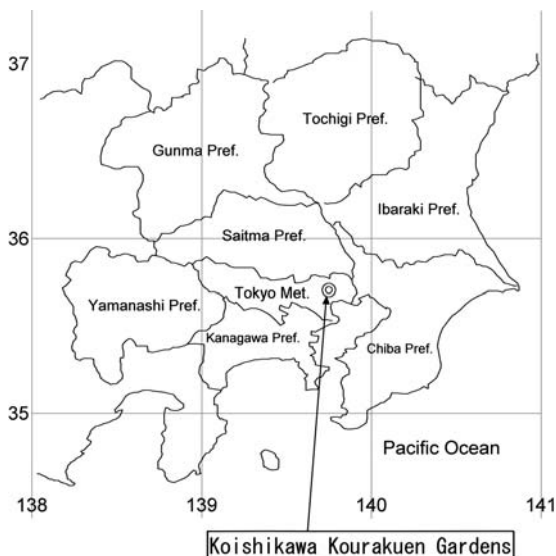 37
Tochigi Pref.
Gunma Pref.
Ibaraki Pref.
36
Saitma Pref.
Tokyo Met.
Yamanashi Pref.
Kanagawa Pref.
Chiba Pref.
35
Pacific Ocean
138 139 140 141
Koishikawa Kourakuen Gardens